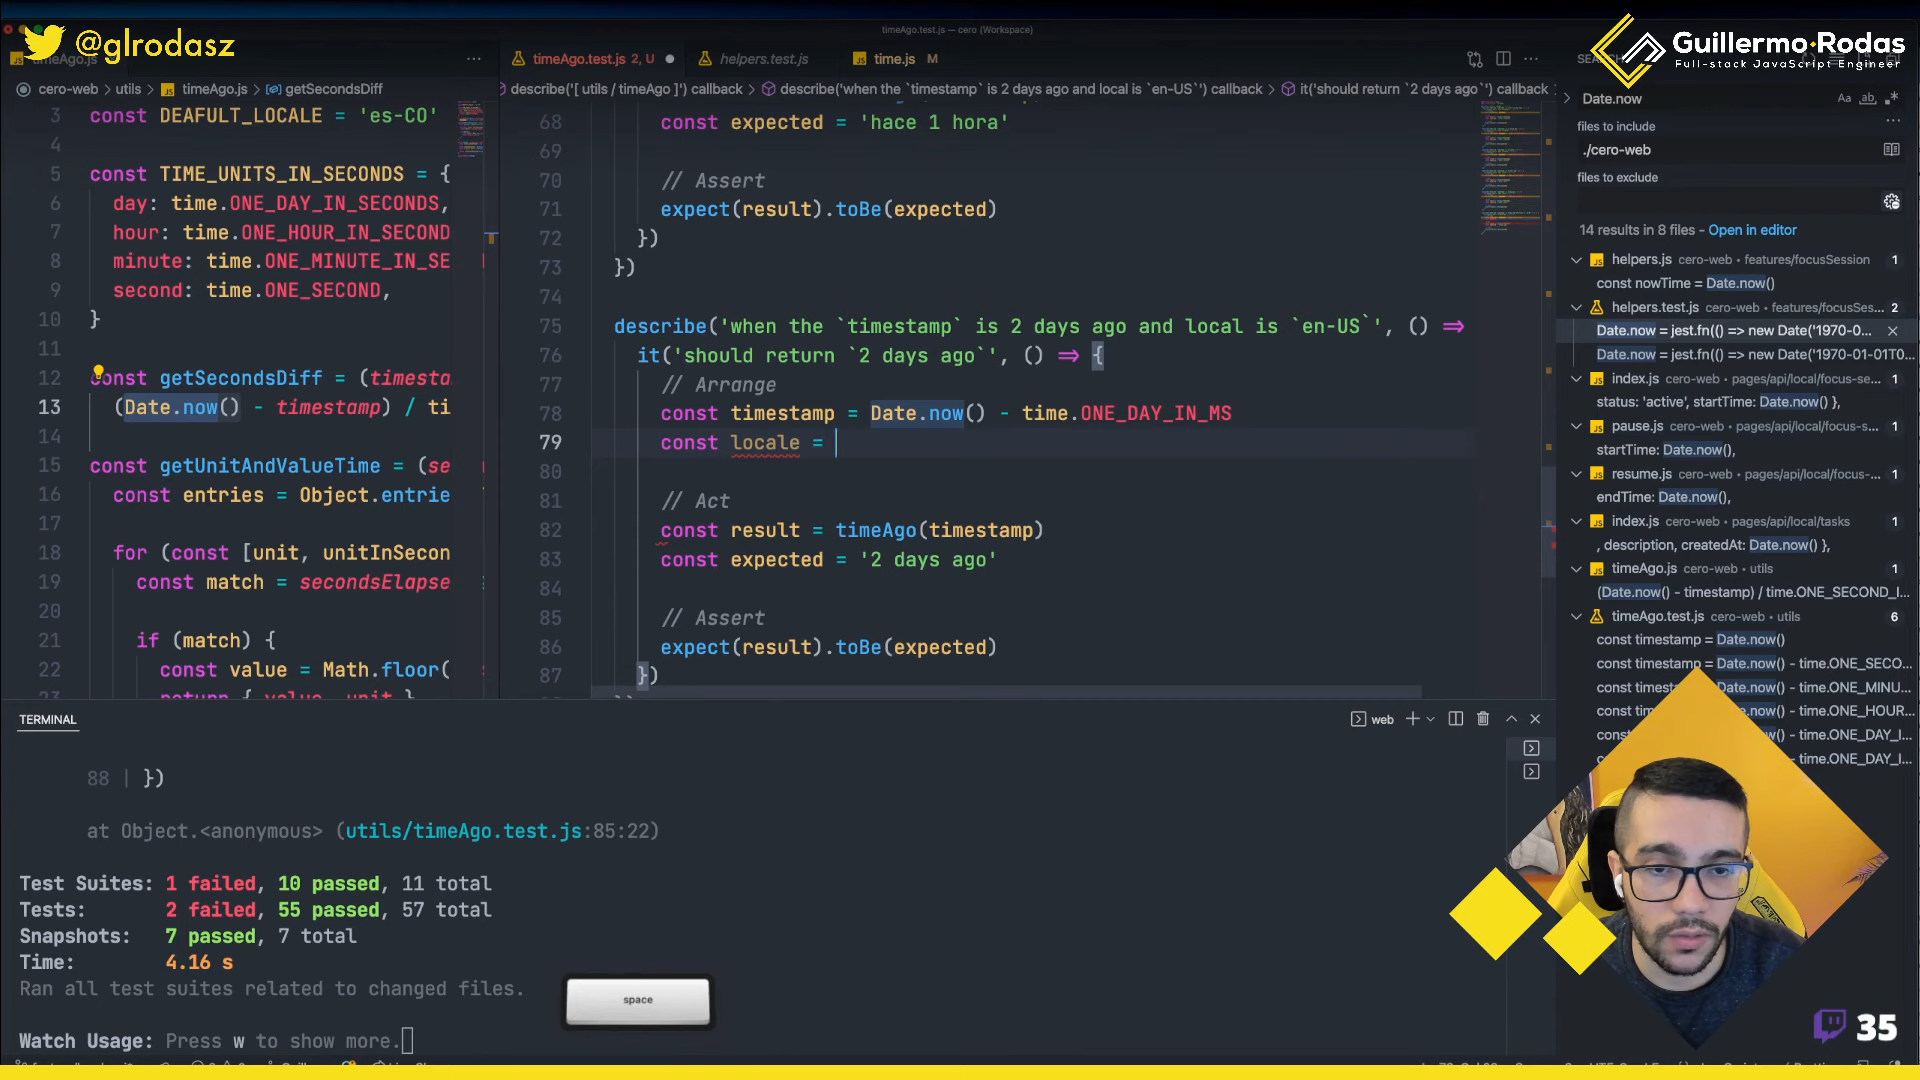 @glrodasz
timeAgo.test.js — cero (Workspace)
Guillermo·Rodas
Full-stack JavaScript Engineer
timeAgo.js
timeAgo.test.js 2, U
helpers.test.js
time.js M
cero-web > utils > timeAgo.js > getSecondsDiff
describe('[ utils / timeAgo ]') callback > describe('when the `timestamp` is 2 days ago and local is `en-US`') callback > it('should return `2 days ago`') callback
3 const DEAFULT_LOCALE = 'es-CO'
4
5 const TIME_UNITS_IN_SECONDS = {
6 day: time.ONE_DAY_IN_SECONDS,
7 hour: time.ONE_HOUR_IN_SECOND
8 minute: time.ONE_MINUTE_IN_SE
9 second: time.ONE_SECOND,
10 }
11
12 const getSecondsDiff = (timesta
13 (Date.now() - timestamp) / ti
14
15 const getUnitAndValueTime = (se
16 const entries = Object.entrie
17
18 for (const [unit, unitInSecon
19 const match = secondsElapse
20
21 if (match) {
22 const value = Math.floor(
23 return { value, unit }
68 const expected = 'hace 1 hora'
69
70 // Assert
71 expect(result).toBe(expected)
72 })
73 })
74
75 describe('when the `timestamp` is 2 days ago and local is `en-US`', () =>
76 it('should return `2 days ago`', () => {
77 // Arrange
78 const timestamp = Date.now() - time.ONE_DAY_IN_MS
79 const locale =
80
81 // Act
82 const result = timeAgo(timestamp)
83 const expected = '2 days ago'
84
85 // Assert
86 expect(result).toBe(expected)
87 })
Date.now
Aa ab
files to include
./cero-web
files to exclude
14 results in 8 files - Open in editor
helpers.js cero-web • features/focusSession 1
const nowTime = Date.now()
helpers.test.js cero-web • features/focusSes... 2
Date.now = jest.fn(() => new Date('1970-0...
Date.now = jest.fn(() => new Date('1970-01-01T0...
index.js cero-web • pages/api/local/focus-se... 1
status: 'active', startTime: Date.now() },
pause.js cero-web • pages/api/local/focus-s... 1
startTime: Date.now(),
resume.js cero-web • pages/api/local/focus-... 1
endTime: Date.now(),
index.js cero-web • pages/api/local/tasks 1
, description, createdAt: Date.now() },
timeAgo.js cero-web • utils 1
(Date.now() - timestamp) / time.ONE_SECOND_I...
timeAgo.test.js cero-web • utils 6
const timestamp = Date.now()
const timestamp = Date.now() - time.ONE_SECO...
const timesta Date.now() - time.ONE_MINU...
const tim e.now() - time.ONE_HOUR...
const ti .now() - time.ONE_DAY_I...
now() - time.ONE_DAY_I...
TERMINAL
web
88 | })
at Object.<anonymous> (utils/timeAgo.test.js:85:22)
Test Suites: 1 failed, 10 passed, 11 total
Tests: 2 failed, 55 passed, 57 total
Snapshots: 7 passed, 7 total
Time: 4.16 s
Ran all test suites related to changed files.
Watch Usage: Press w to show more.
space
35